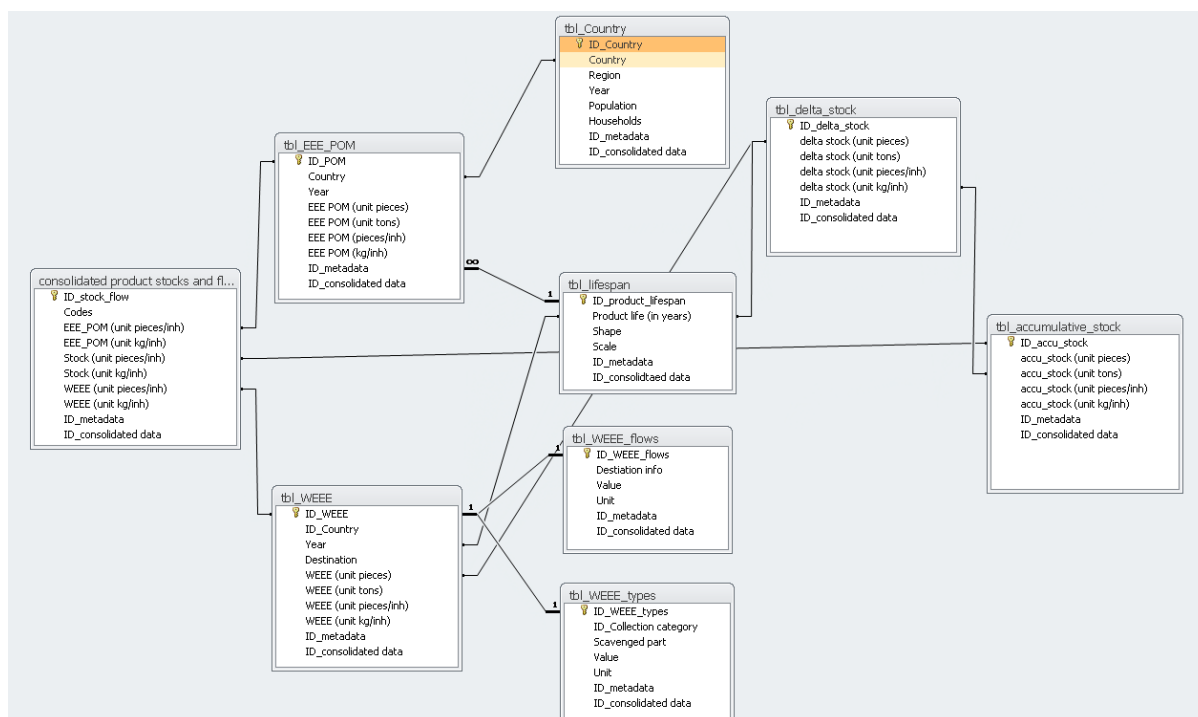 tbl_Country
ID_Country
Country
Region
Year
Population
Households
ID_metadata
ID_consolidated data
tbl_delta_stock
ID_delta_stock
delta stock (unit pieces)
delta stock (unit tons)
delta stock (unit pieces/inh)
delta stock (unit kg/inh)
ID_metadata
ID_consolidated data
tbl_EEE_POM
ID_POM
Country
Year
EEE POM (unit pieces)
EEE POM (unit tons)
EEE POM (pieces/inh)
EEE POM (kg/inh)
ID_metadata
ID_consolidated data
∞
1
consolidated product stocks and fl...
ID_stock_flow
Codes
EEE_POM (unit pieces/inh)
EEE_POM (unit kg/inh)
Stock (unit pieces/inh)
Stock (unit kg/inh)
WEEE (unit pieces/inh)
WEEE (unit kg/inh)
ID_metadata
ID_consolidated data
tbl_lifespan
ID_product_lifespan
Product life (in years)
Shape
Scale
ID_metadata
ID_considtaed data
tbl_accumulative_stock
ID_accu_stock
accu_stock (unit pieces)
accu_stock (unit tons)
accu_stock (unit pieces/inh)
accu_stock (unit kg/inh)
ID_metadata
ID_consolidated data
tbl_WEEE_flows
1
ID_WEEE_flows
Destiation info
Value
Unit
ID_metadata
ID_consolidated data
tbl_WEEE
1
ID_WEEE
ID_Country
Year
Destination
WEEE (unit pieces)
WEEE (unit tons)
WEEE (unit pieces/inh)
WEEE (unit kg/inh)
ID_metadata
ID_consolidated data
tbl_WEEE_types
1
ID_WEEE_types
ID_Collection category
Scavenged part
Value
Unit
ID_metadata
ID_consolidated data